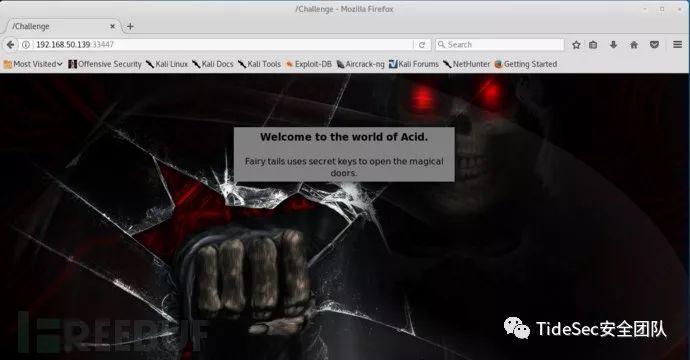 /Challenge - Mozilla Firefox
/Challenge
192.168.50.139:33447
Search
Most Visited
Offensive Security
Kali Linux
Kali Docs
Kali Tools
Exploit-DB
Aircrack-ng
Kali Forums
NetHunter
Getting Started
Welcome to the world of Acid.
Fairy tails uses secret keys to open the magical
doors.
FREEBUF
TideSec安全团队